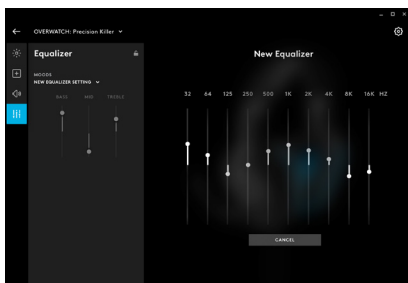 OVERWATCH: Precision Killer
Equalizer
New Equalizer
MOODS
NEW EQUALIZER SETTING
BASS MID TREBLE
32 64 125 250 500 1K 2K 4K 8K 16K HZ
CANCEL